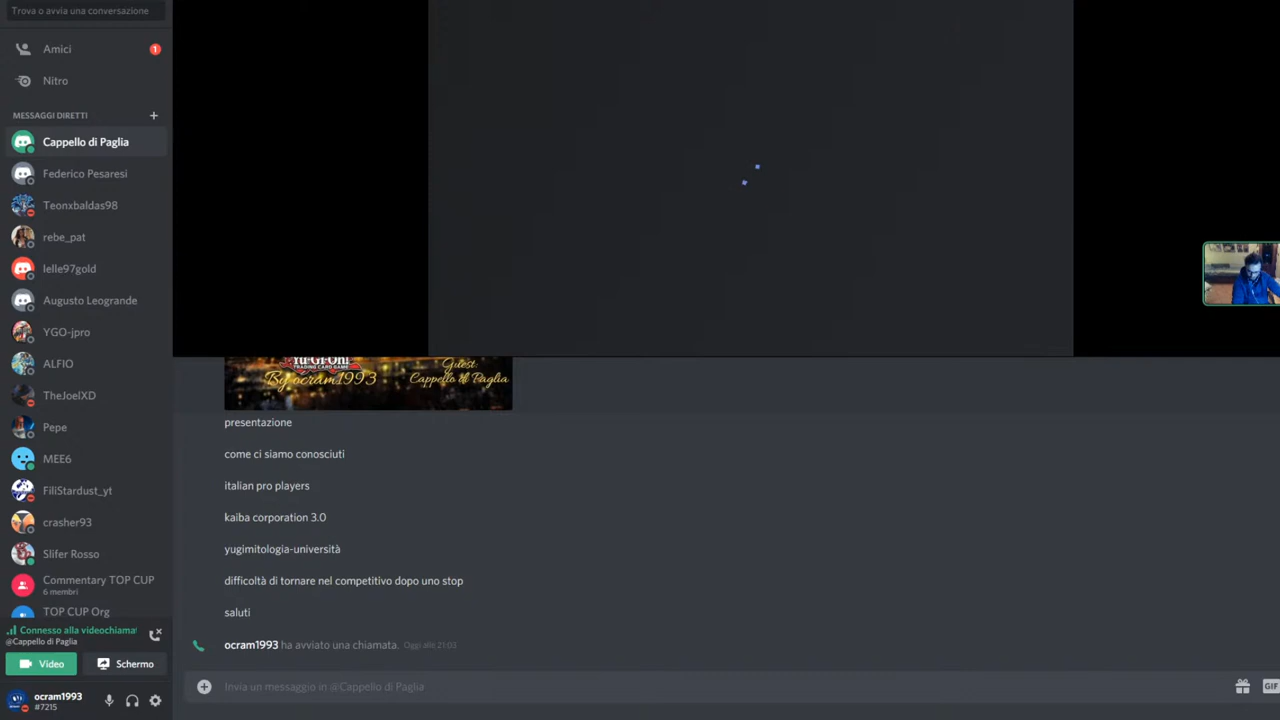 Trova o avvia una conversazione
Amici
1
Nitro
MESSAGGI DIRETTI
Cappello di Paglia
Federico Pesaresi
Teonxbaldas98
rebe_pat
lelle97gold
Augusto Leogrande
YGO-jpro
ALFIO
TheJoelXD
Pepe
MEE6
FiliStardust_yt
crasher93
Slifer Rosso
Commentary TOP CUP
6 membri
TOP CUP Org
Connesso alla videochiamat
@Cappello di Paglia
Video
Schermo
ocram1993
#7215
Yu-Gi-Oh!
TRADING CARD GAME
By ocram1993
Guest:
Cappello di Paglia
presentazione
come ci siamo conosciuti
italian pro players
kaiba corporation 3.0
yugimitologia-università
difficoltà di tornare nel competitivo dopo uno stop
saluti
ocram1993 ha avviato una chiamata. Oggi alle 21:03
Invia un messaggio in @Cappello di Paglia
GIF